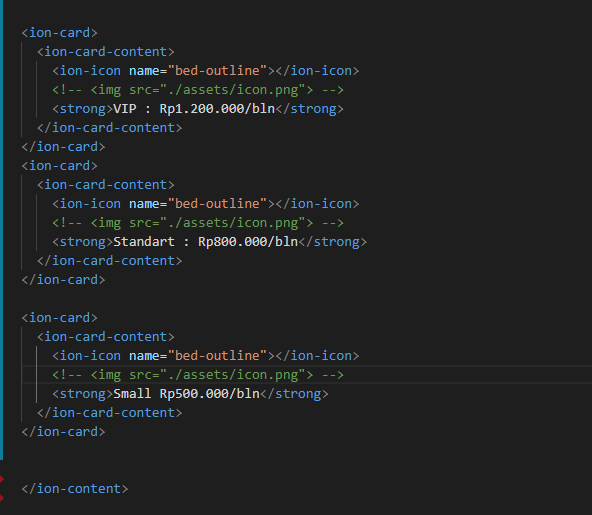 <ion-card>
<ion-card-content>
<ion-icon name="bed-outline"></ion-icon>
<!-- <img src="./assets/icon.png"> -->
<strong>VIP : Rp1.200.000/bln</strong>
</ion-card-content>
</ion-card>
<ion-card>
<ion-card-content>
<ion-icon name="bed-outline"></ion-icon>
<!-- <img src="./assets/icon.png"> -->
<strong>Standart : Rp800.000/bln</strong>
</ion-card-content>
</ion-card>
<ion-card>
<ion-card-content>
<ion-icon name="bed-outline"></ion-icon>
<!-- <img src="./assets/icon.png"> -->
<strong>Small Rp500.000/bln</strong>
</ion-card-content>
</ion-card>
</ion-content>